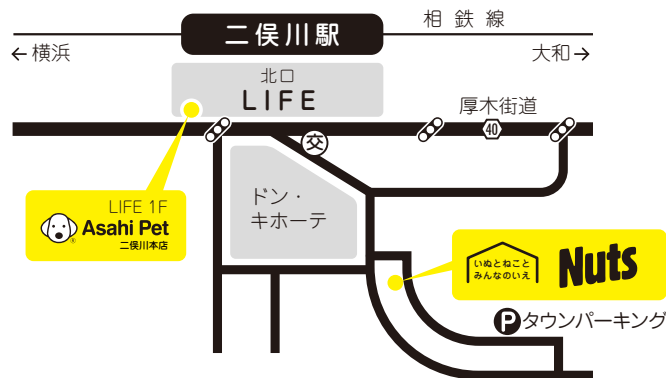 相鉄線
二俣川駅
←横浜
大和→
北口
LIFE
厚木街道
40
交
ドン・
キホーテ
LIFE 1F
Asahi Pet
二俣川本店
いぬとねこと
みんなのいえ
Nuts
P タウンパーキング